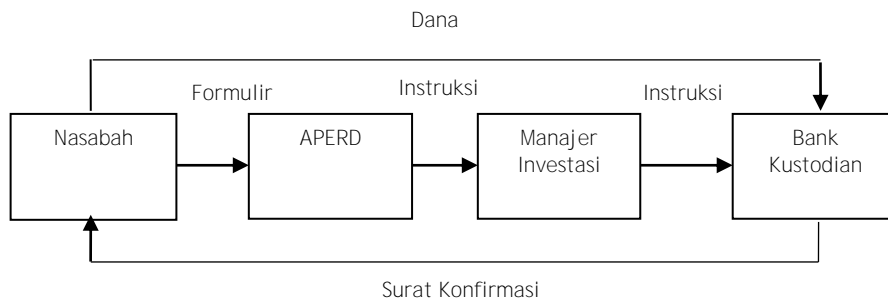 Dana
Formulir
Instruksi
Instruksi
Nasabah
APERD
Manajer
Investasi
Bank
Kustodian
Surat Konfirmasi